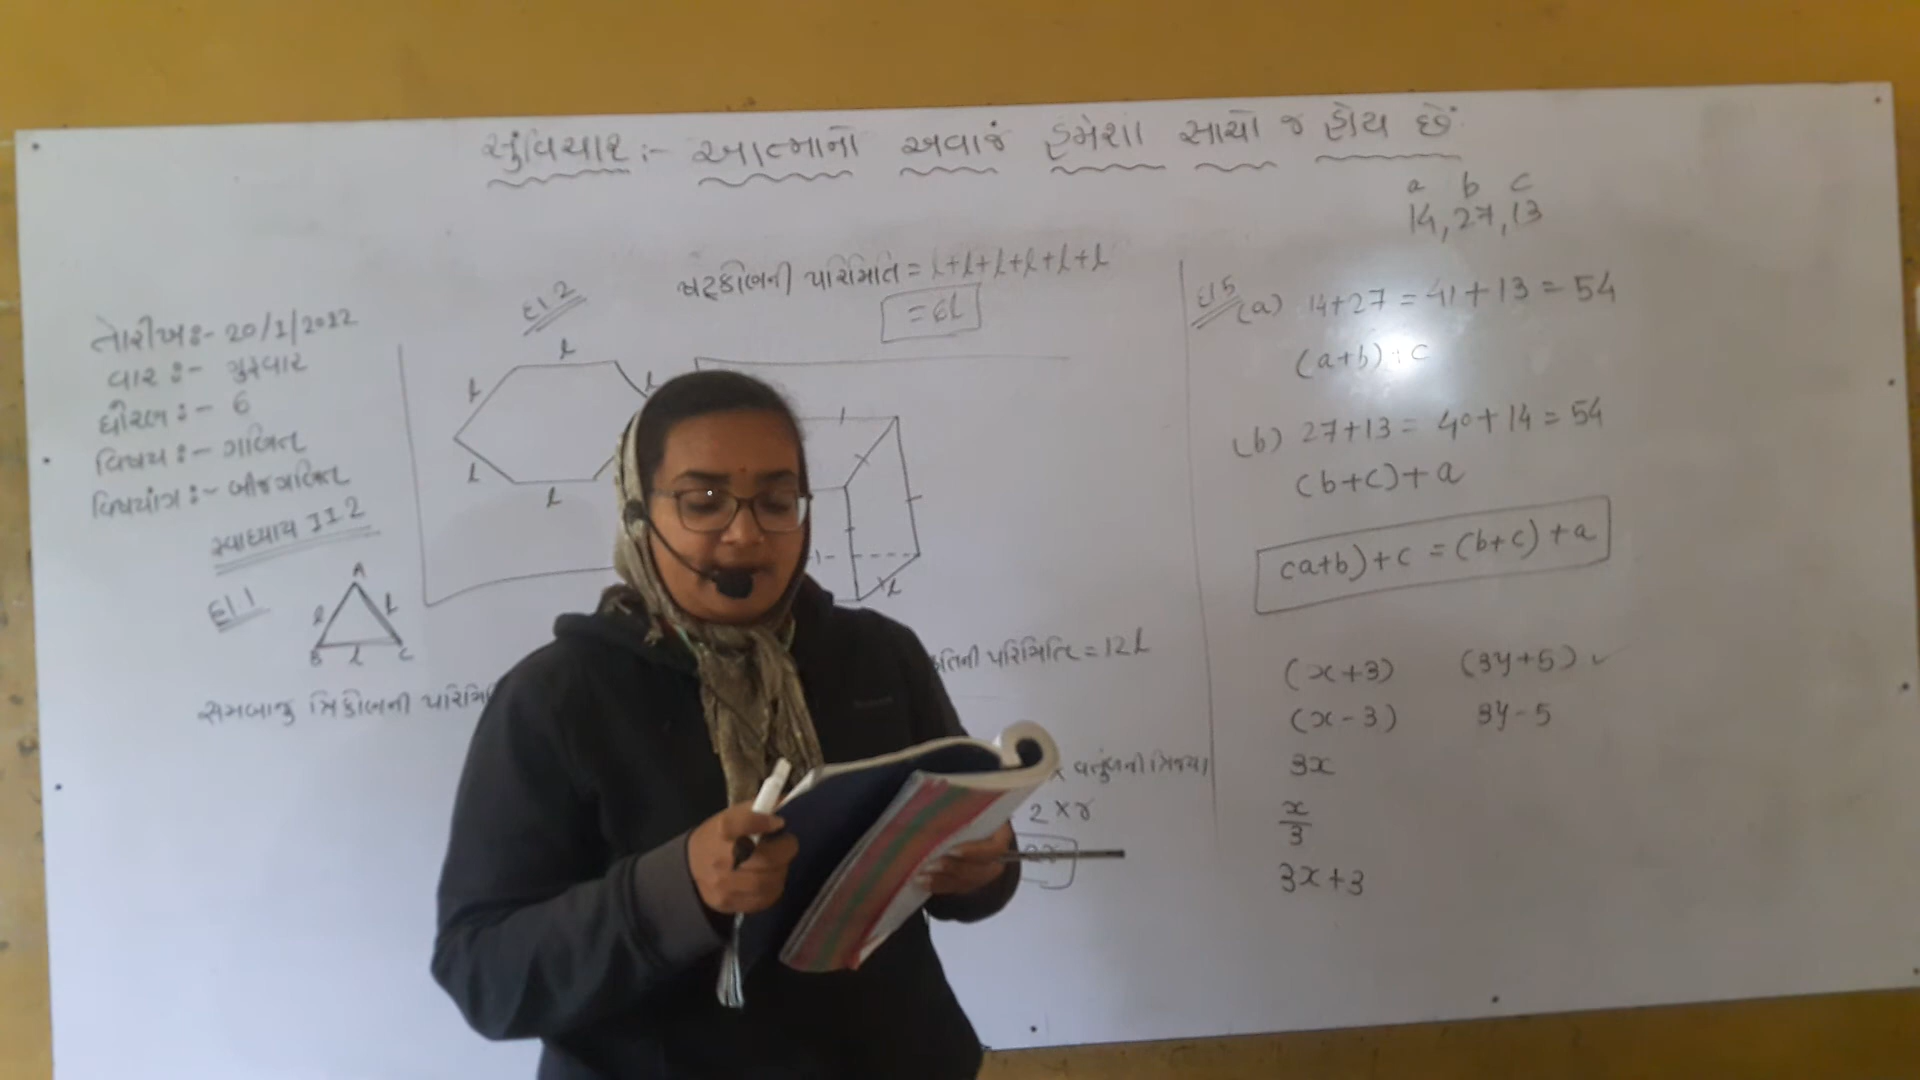 સુંવિચાર :- આત્માનો અવાજ હમેશા સાચો જ હોય છે.
તારીખ :- 20/1/2022
વાર :- ગુરૂવાર
ધોરણ :- 6
વિષય :- ગણિત
વિષયાંગ :- બીજગણિત
સ્વાધ્યાય 11.2
દા.1
A
l l
B l C
સમબાજુ ત્રિકોણની પરિમિ
દા.2
ષટ્કોણની પરિમિતિ = l+l+l+l+l+l
= 6l
l
l l
l
l
l
તિની પરિમિતિ = 12l
x વર્તુળની ત્રિજ્યા
2 x r
a b c
14, 27, 13
દા.5
(a) 14+27 = 41+13 = 54
(a+b)+c
(b) 27+13 = 40+14 = 54
(b+c)+a
(a+b)+c = (b+c)+a
(x+3) (3y+5) ✓
(x-3) 3y-5
3x
x/3
3x+3